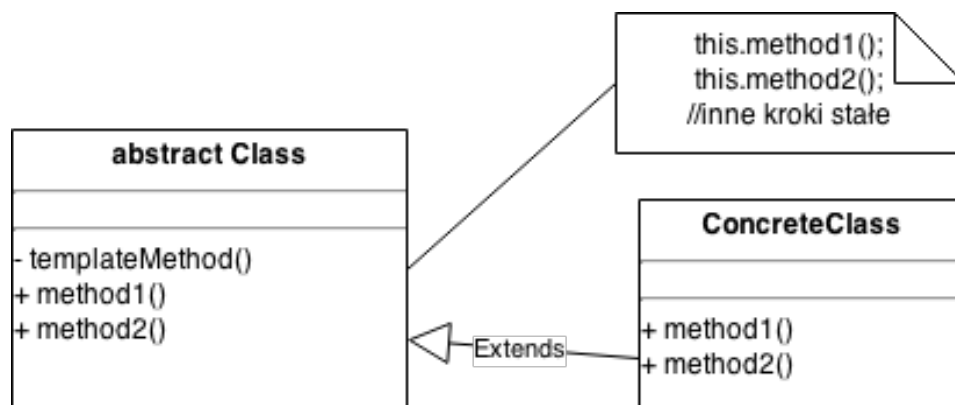 this.method1();
this.method2();
//inne kroki stałe
abstract Class
- templateMethod()
+ method1()
+ method2()
Extends
ConcreteClass
+ method1()
+ method2()